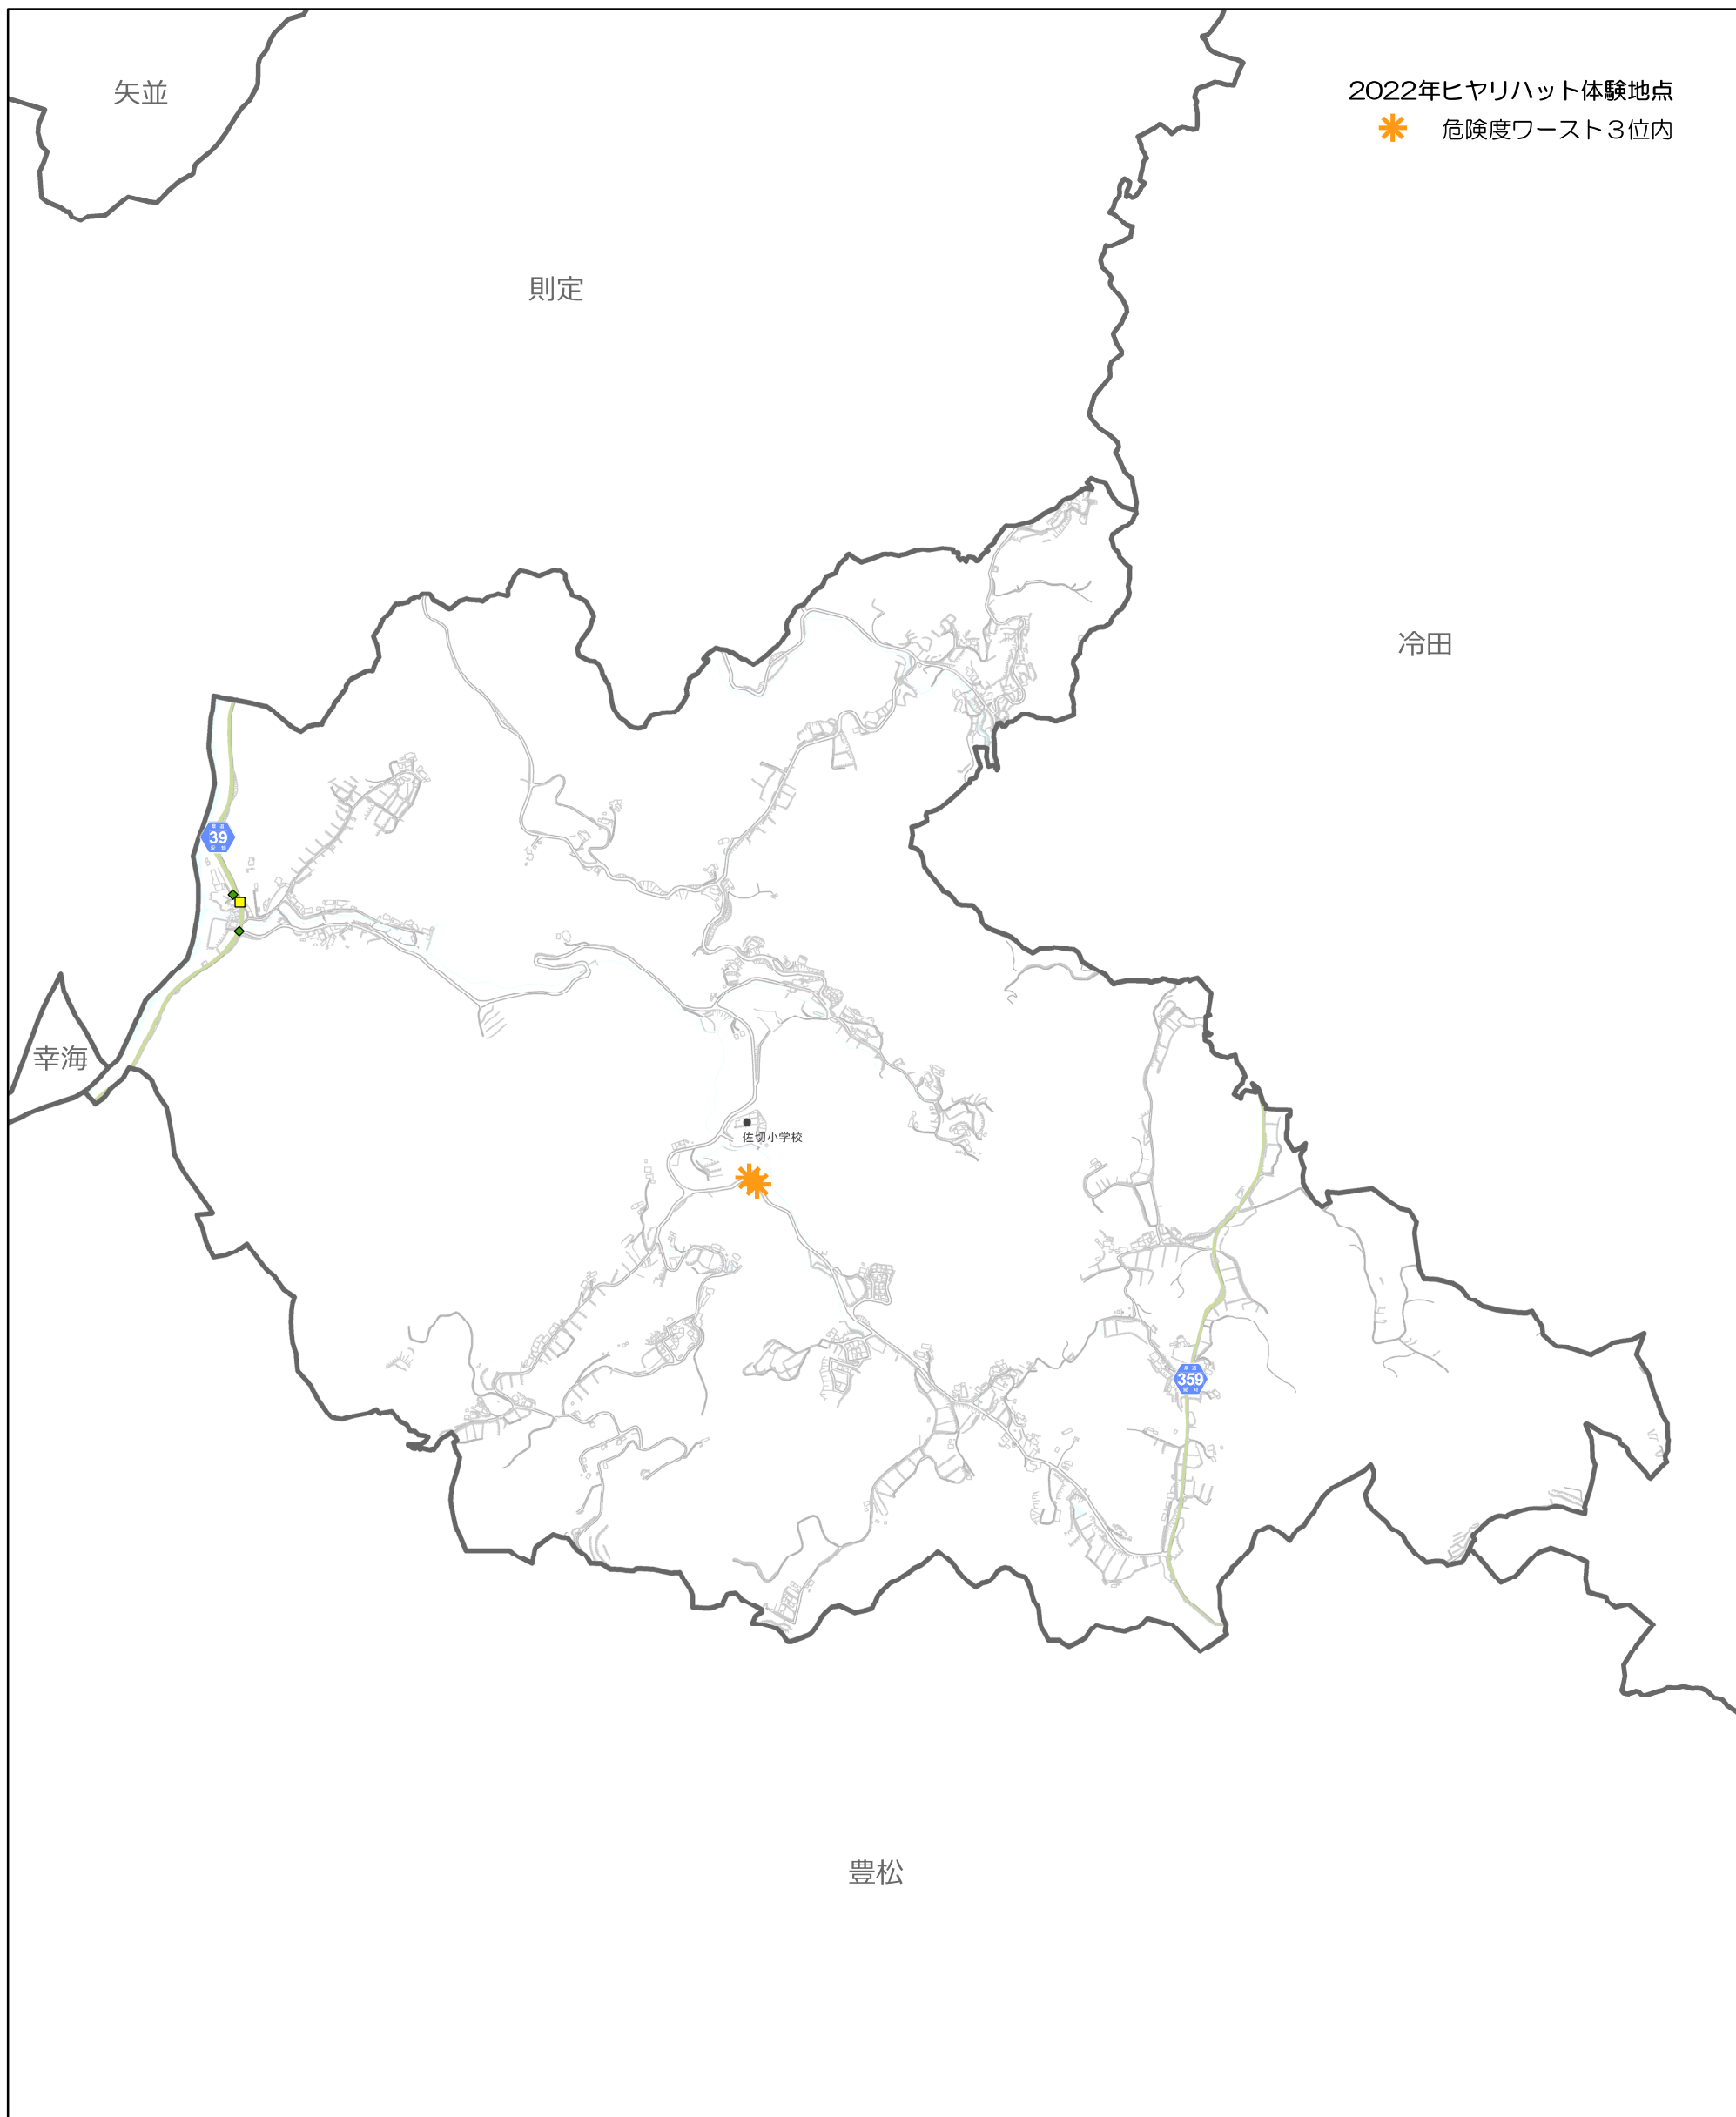 矢並
2022年ヒヤリハット体験地点
危険度ワースト3位内
則定
冷田
39
幸海
佐切小学校
359
豊松